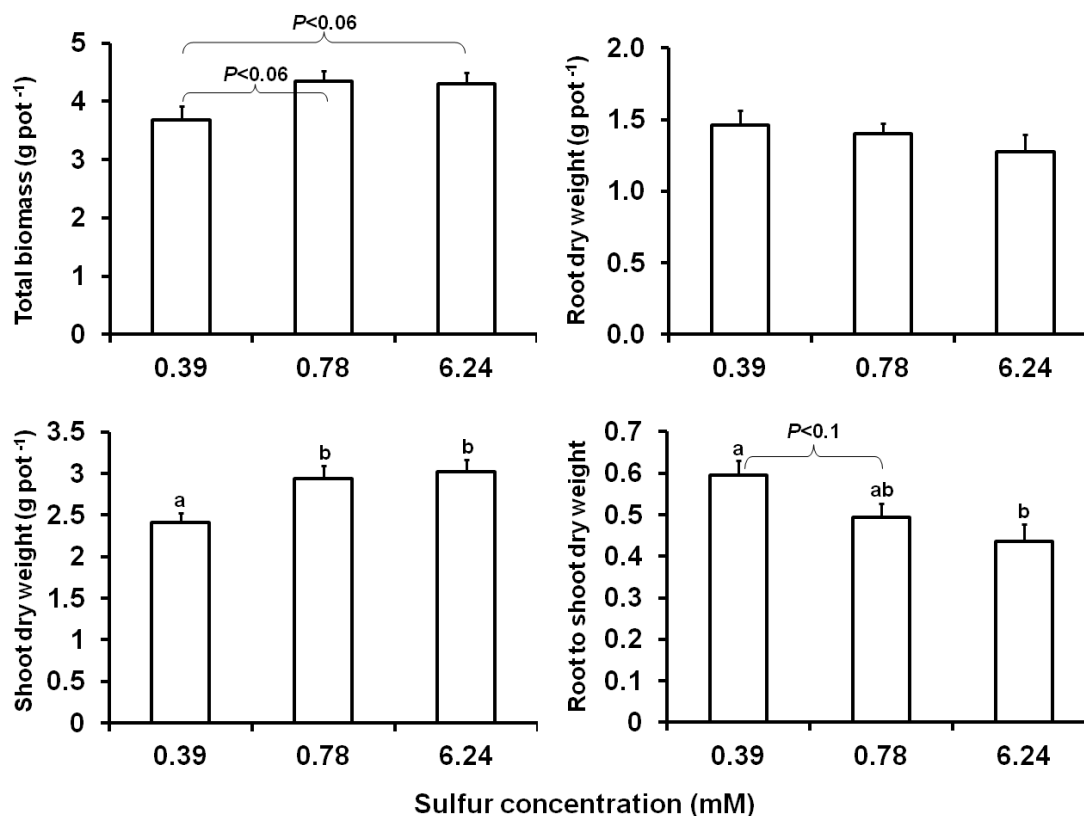 P<0.06
P<0.06
Total biomass (g pot -1)
5
4
3
2
1
0
0.39 0.78 6.24
Root dry weight (g pot -1)
2.0
1.5
1.0
0.5
0.0
0.39 0.78 6.24
Shoot dry weight (g pot -1)
3.5
3
2.5
2
1.5
1
0.5
0
a b b
0.39 0.78 6.24
Root to shoot dry weight
0.7
0.6
0.5
0.4
0.3
0.2
0.1
0
P<0.1
a ab b
0.39 0.78 6.24
Sulfur concentration (mM)